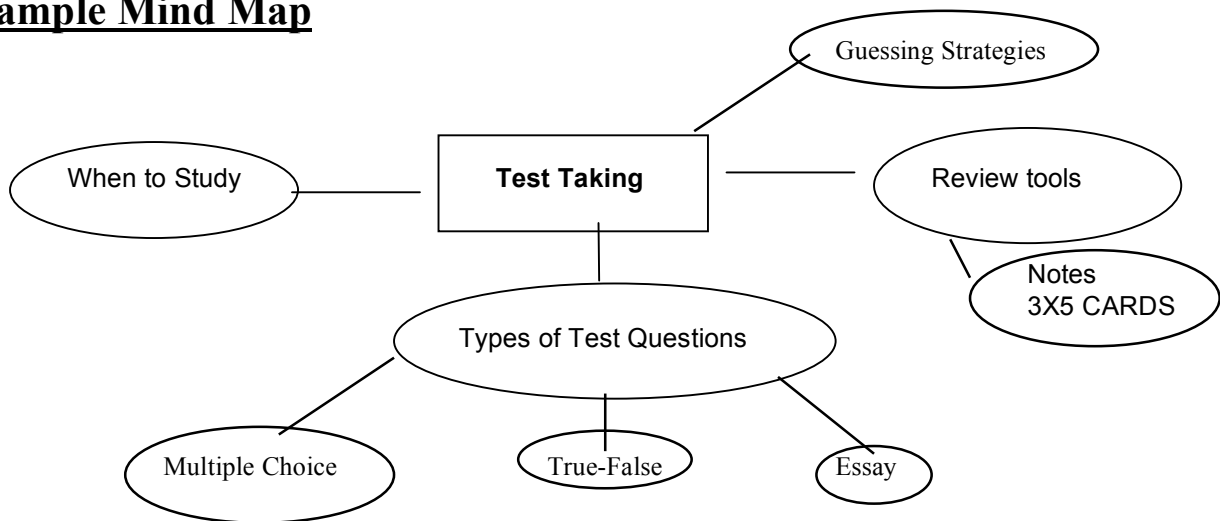 ample Mind Map
Guessing Strategies
When to Study
Test Taking
Review tools
Notes
3X5 CARDS
Types of Test Questions
Multiple Choice
True-False
Essay